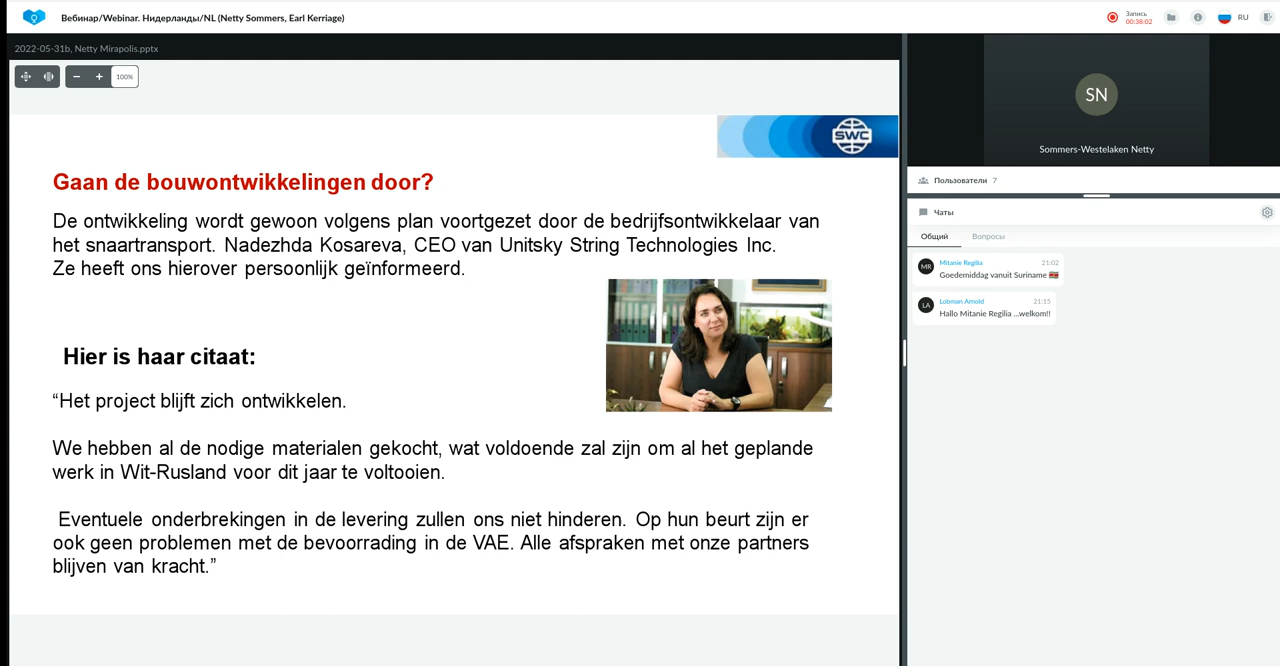 Вебинар/Webinar. Нидерланды/NL (Netty Sommers, Earl Kerriage)
Запись
00:38:02
RU
2022-05-31b, Netty Mirapolis.pptx
100%
SWC
Gaan de bouwontwikkelingen door?
De ontwikkeling wordt gewoon volgens plan voortgezet door de bedrijfsontwikkelaar van
het snaartransport. Nadezhda Kosareva, CEO van Unitsky String Technologies Inc.
Ze heeft ons hierover persoonlijk geïnformeerd.
Hier is haar citaat:
“Het project blijft zich ontwikkelen.
We hebben al de nodige materialen gekocht, wat voldoende zal zijn om al het geplande
werk in Wit-Rusland voor dit jaar te voltooien.
Eventuele onderbrekingen in de levering zullen ons niet hinderen. Op hun beurt zijn er
ook geen problemen met de bevoorrading in de VAE. Alle afspraken met onze partners
blijven van kracht.”
SN
Sommers-Westelaken Netty
Пользователи 7
Чаты
Общий Вопросы
MR Mitanie Regilia 21:02
Goedemiddag vanuit Suriname 🇸🇷
LA Lobman Arnold 21:15
Hallo Mitanie Regilia ...welkom!!